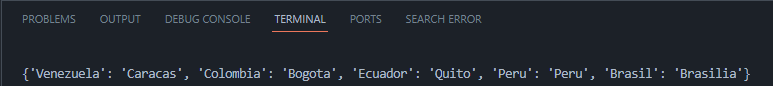 PROBLEMS OUTPUT DEBUG CONSOLE TERMINAL PORTS SEARCH ERROR
{'Venezuela': 'Caracas', 'Colombia': 'Bogota', 'Ecuador': 'Quito', 'Peru': 'Peru', 'Brasil': 'Brasilia'}